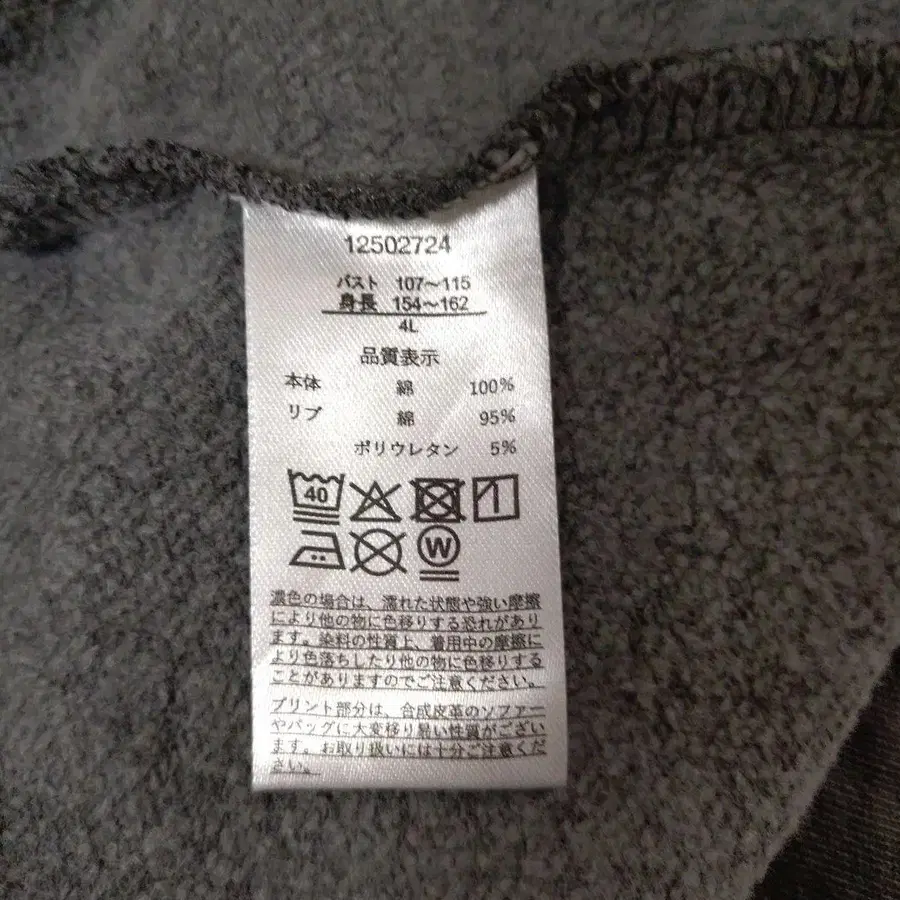 12502724
バスト 107～115
身長 154～162
4L
品質表示
本体 綿 100%
リブ 綿 95%
ポリウレタン 5%
40
W
濃色の場合は、濡れた状態や強い摩擦
により他の物に色移りする恐れがあり
ます。染料の性質上、着用中の摩擦に
より色落ちしたり他の物に色移りする
ことがありますのでご注意ください。
プリント部分は、合成皮革のソファー
やバッグに大変移り易い性質がござい
ます。お取り扱いには十分ご注意くだ
さい。